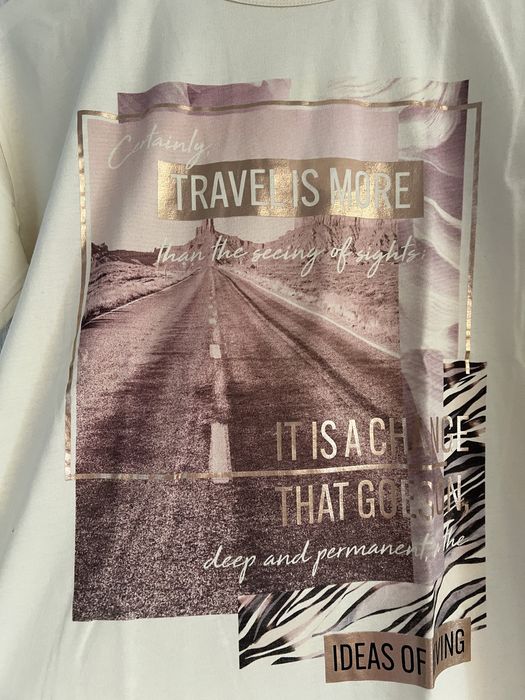 Certainly,
TRAVEL IS MORE
than the seeing of sights;
IT IS A CHANGE
THAT GOES ON,
deep and permanent, in the
IDEAS OF LIVING